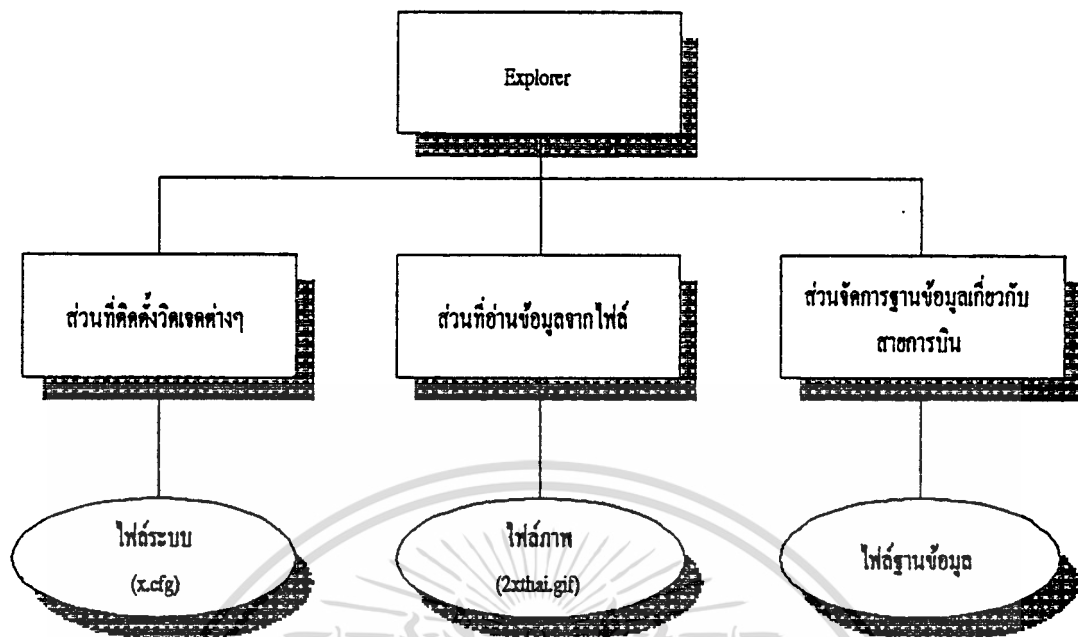 Explorer
ส่วนที่ติดตั้งวิดเจตต่างๆ
ส่วนที่อ่านข้อมูลจากไฟล์
ส่วนจัดการฐานข้อมูลเกี่ยวกับ
สายการบิน
ไฟล์ระบบ
(x.cfg)
ไฟล์ภาพ
(2xthai.gif)
ไฟล์ฐานข้อมูล